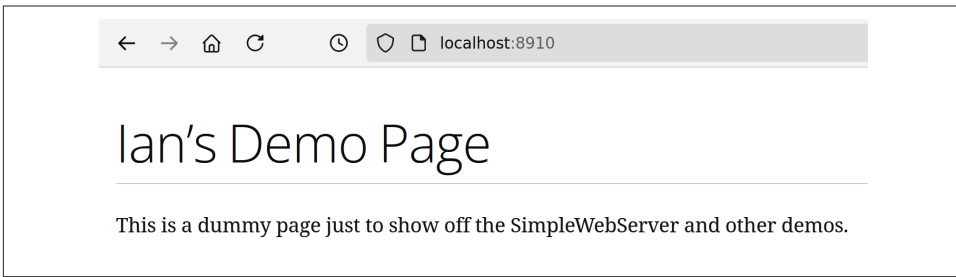 localhost:8910
Ian’s Demo Page
This is a dummy page just to show off the SimpleWebServer and other demos.